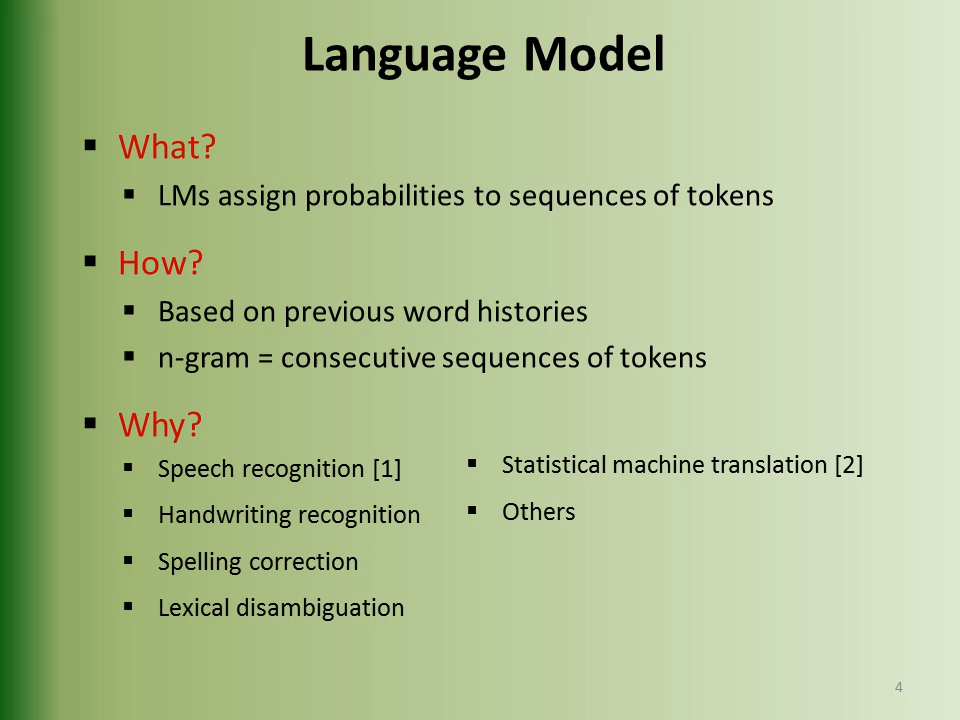 Language Model
▪ What?
▪ LMs assign probabilities to sequences of tokens
▪ How?
▪ Based on previous word histories
▪ n-gram = consecutive sequences of tokens
▪ Why?
▪ Speech recognition [1]
▪ Handwriting recognition
▪ Spelling correction
▪ Lexical disambiguation
▪ Statistical machine translation [2]
▪ Others
4